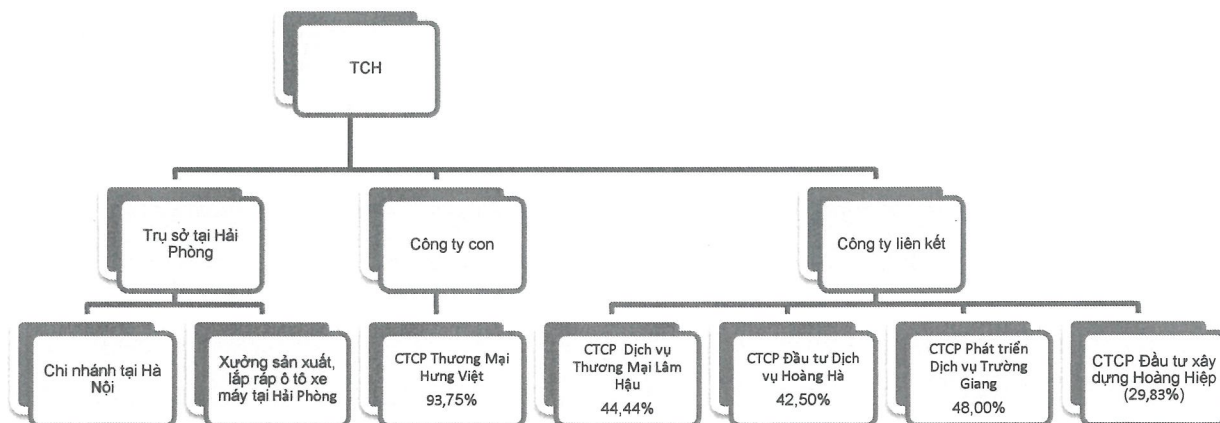 TCH
Trụ sở tại Hải
Phòng
Công ty con
Công ty liên kết
Chi nhánh tại Hà
Nội
Xưởng sản xuất,
lắp ráp ô tô xe
máy tại Hải Phòng
CTCP Thương Mại
Hưng Việt
93,75%
CTCP Dịch vụ
Thương Mại Lâm
Hậu
44,44%
CTCP Đầu tư Dịch
vụ Hoàng Hà
42,50%
CTCP Phát triển
Dịch vụ Trường
Giang
48,00%
CTCP Đầu tư xây
dựng Hoàng Hiệp
(29,83%)